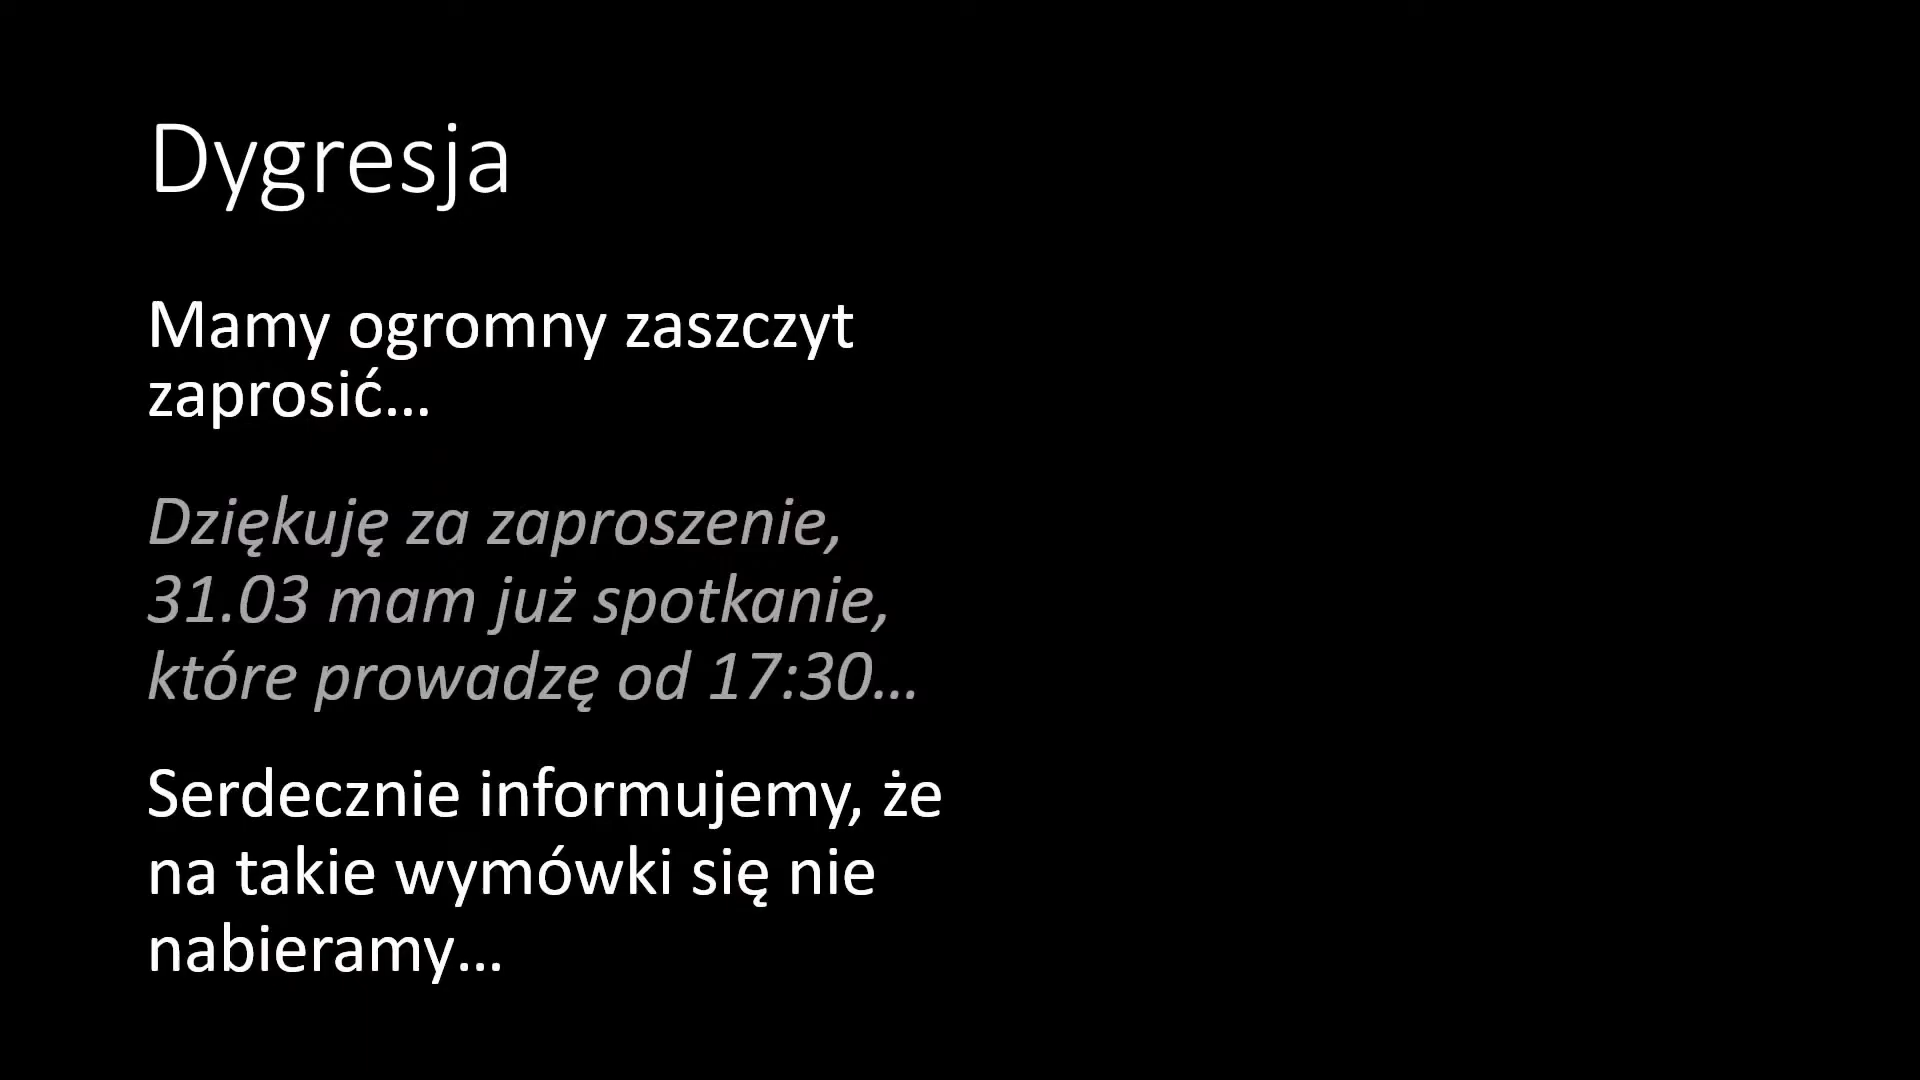 Dygresja
Mamy ogromny zaszczyt
zaprosić...
Dziękuję za zaproszenie,
31.03 mam już spotkanie,
które prowadzę od 17:30...
Serdecznie informujemy, że
na takie wymówki się nie
nabieramy...